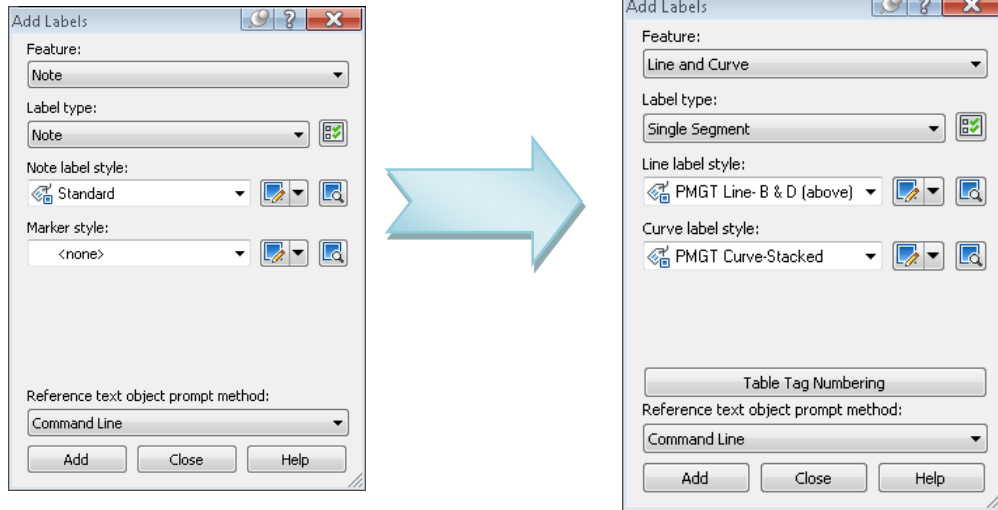 Add Labels
?
X
Feature:
Note
Label type:
Note
Note label style:
Standard
Marker style:
<none>
Reference text object prompt method:
Command Line
Add Close Help
Add Labels
?
X
Feature:
Line and Curve
Label type:
Single Segment
Line label style:
PMGT Line- B & D (above)
Curve label style:
PMGT Curve-Stacked
Table Tag Numbering
Reference text object prompt method:
Command Line
Add Close Help